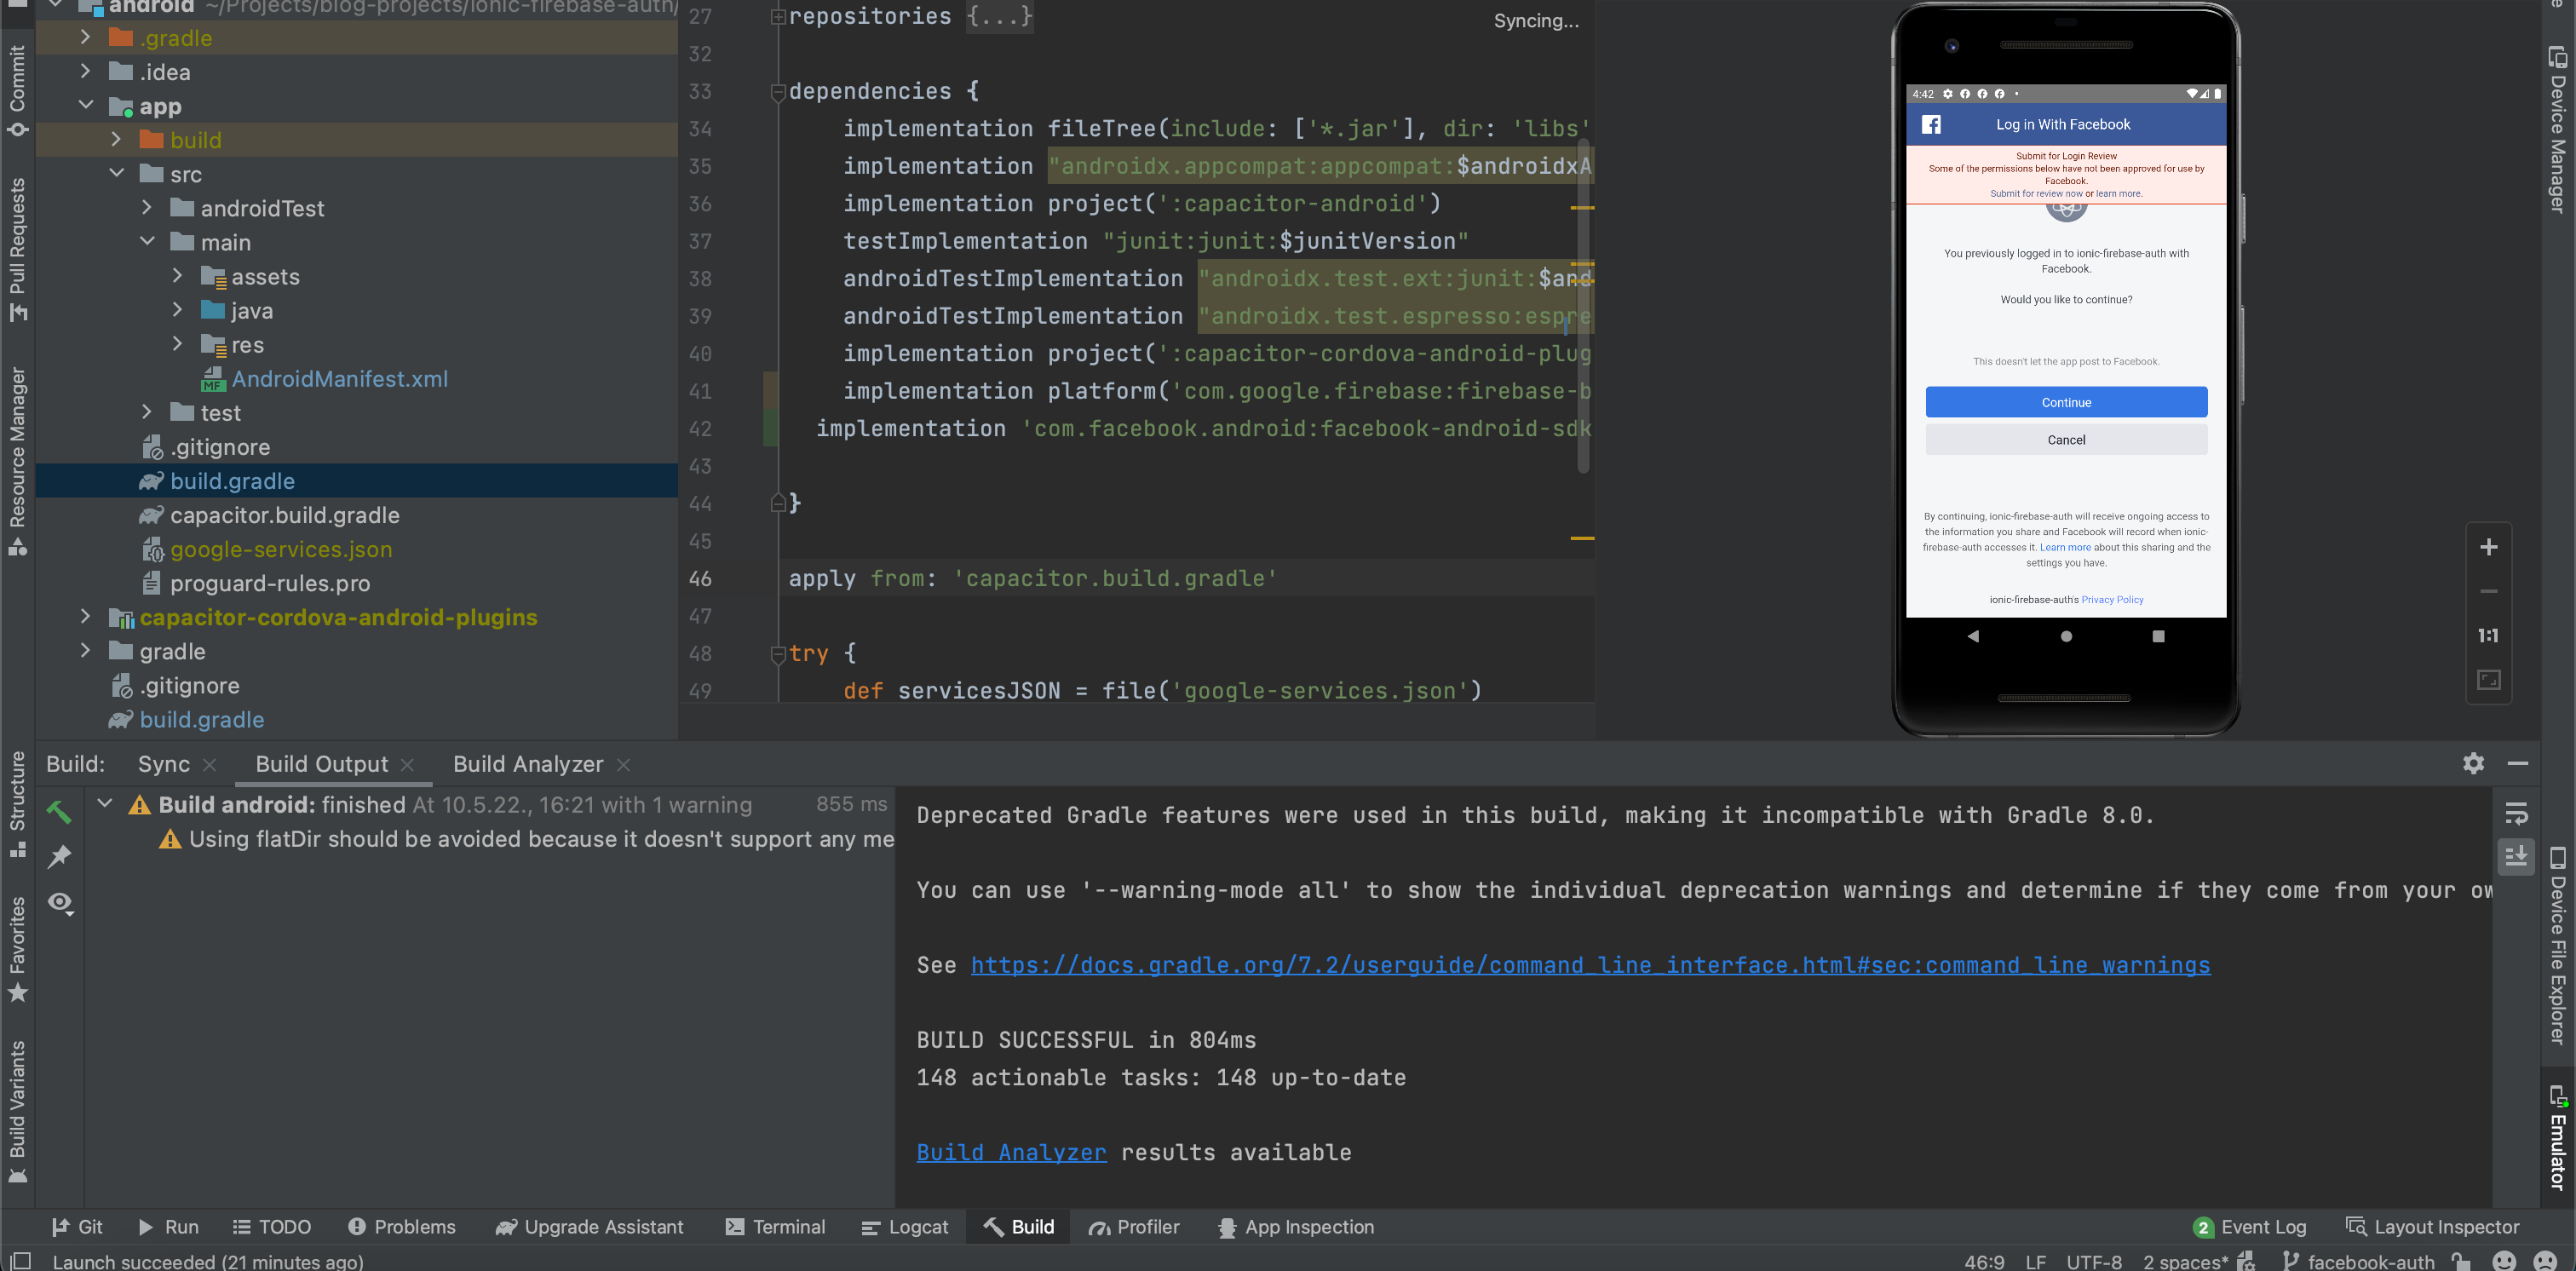 android ~/Projects/blog-projects/ionic-firebase-auth/
.gradle
.idea
app
build
src
androidTest
main
assets
java
res
MF AndroidManifest.xml
test
.gitignore
build.gradle
capacitor.build.gradle
google-services.json
proguard-rules.pro
capacitor-cordova-android-plugins
gradle
.gitignore
build.gradle
Commit
Pull Requests
Resource Manager
Structure
Favorites
Build Variants
Syncing...
27 repositories {...}
32
33 dependencies {
34 implementation fileTree(include: ['*.jar'], dir: 'libs'
35 implementation "androidx.appcompat:appcompat:$androidxA
36 implementation project(':capacitor-android')
37 testImplementation "junit:junit:$junitVersion"
38 androidTestImplementation "androidx.test.ext:junit:$and
39 androidTestImplementation "androidx.test.espresso:espre
40 implementation project(':capacitor-cordova-android-plug
41 implementation platform('com.google.firebase:firebase-b
42 implementation 'com.facebook.android:facebook-android-sdk
43
44 }
45
46 apply from: 'capacitor.build.gradle'
47
48 try {
49 def servicesJSON = file('google-services.json')
4:42
Log in With Facebook
Submit for Login Review
Some of the permissions below have not been approved for use by
Facebook.
Submit for review now or learn more.
You previously logged in to ionic-firebase-auth with
Facebook.
Would you like to continue?
This doesn't let the app post to Facebook.
Continue
Cancel
By continuing, ionic-firebase-auth will receive ongoing access to
the information you share and Facebook will record when ionic-
firebase-auth accesses it. Learn more about this sharing and the
settings you have.
ionic-firebase-auth's Privacy Policy
1:1
Device Manager
Device File Explorer
Emulator
Build: Sync Build Output Build Analyzer
Build android: finished At 10.5.22., 16:21 with 1 warning 855 ms
Using flatDir should be avoided because it doesn't support any me
Deprecated Gradle features were used in this build, making it incompatible with Gradle 8.0.
You can use '--warning-mode all' to show the individual deprecation warnings and determine if they come from your ow
See https://docs.gradle.org/7.2/userguide/command_line_interface.html#sec:command_line_warnings
BUILD SUCCESSFUL in 804ms
148 actionable tasks: 148 up-to-date
Build Analyzer results available
Git Run TODO Problems Upgrade Assistant Terminal Logcat Build Profiler App Inspection 2 Event Log Layout Inspector
Launch succeeded (21 minutes ago) 46:9 LF UTF-8 2 spaces* facebook-auth